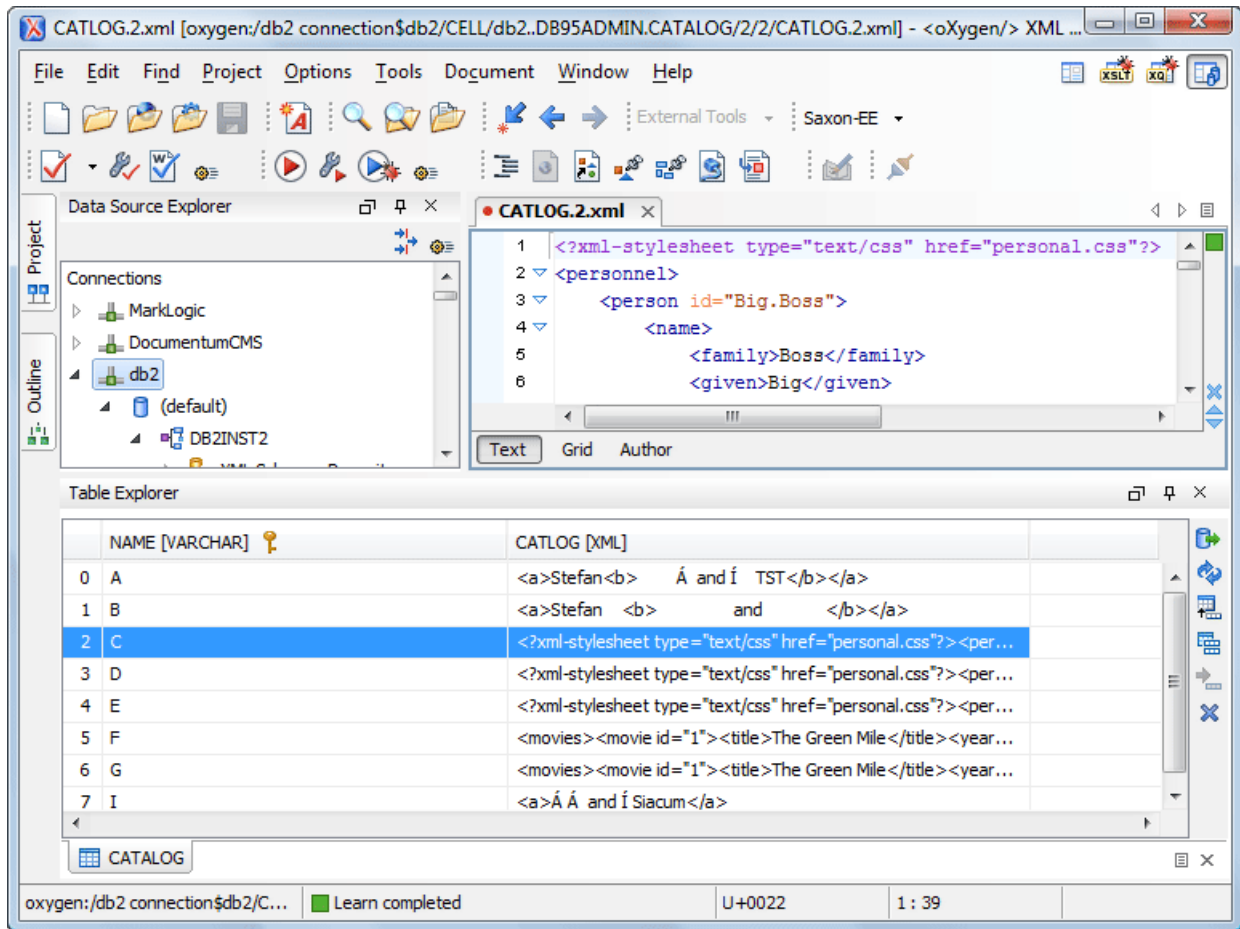 CATLOG.2.xml [oxygen:/db2 connection$db2/CELL/db2..DB95ADMIN.CATALOG/2/2/CATLOG.2.xml] - <oXygen/> XML ...
File Edit Find Project Options Tools Document Window Help
External Tools Saxon-EE
Project
Outline
Data Source Explorer
Connections
MarkLogic
DocumentumCMS
db2
(default)
DB2INST2
CATLOG.2.xml
1 <?xml-stylesheet type="text/css" href="personal.css"?>
2 <personnel>
3 <person id="Big.Boss">
4 <name>
5 <family>Boss</family>
6 <given>Big</given>
Text Grid Author
Table Explorer
NAME [VARCHAR] CATLOG [XML]
0 A <a>Stefan<b> Á and Í TST</b></a>
1 B <a>Stefan <b> and </b></a>
2 C <?xml-stylesheet type="text/css" href="personal.css"?><per...
3 D <?xml-stylesheet type="text/css" href="personal.css"?><per...
4 E <?xml-stylesheet type="text/css" href="personal.css"?><per...
5 F <movies><movie id="1"><title>The Green Mile</title><year...
6 G <movies><movie id="1"><title>The Green Mile</title><year...
7 I <a>Á Á and Í Siacum</a>
CATALOG
oxygen:/db2 connection$db2/C... Learn completed U+0022 1 : 39